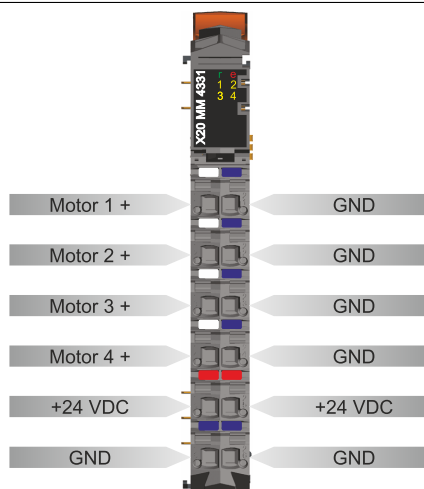 X20 MM 4331
r e
1 2
3 4
Motor 1 + GND
Motor 2 + GND
Motor 3 + GND
Motor 4 + GND
+24 VDC +24 VDC
GND GND